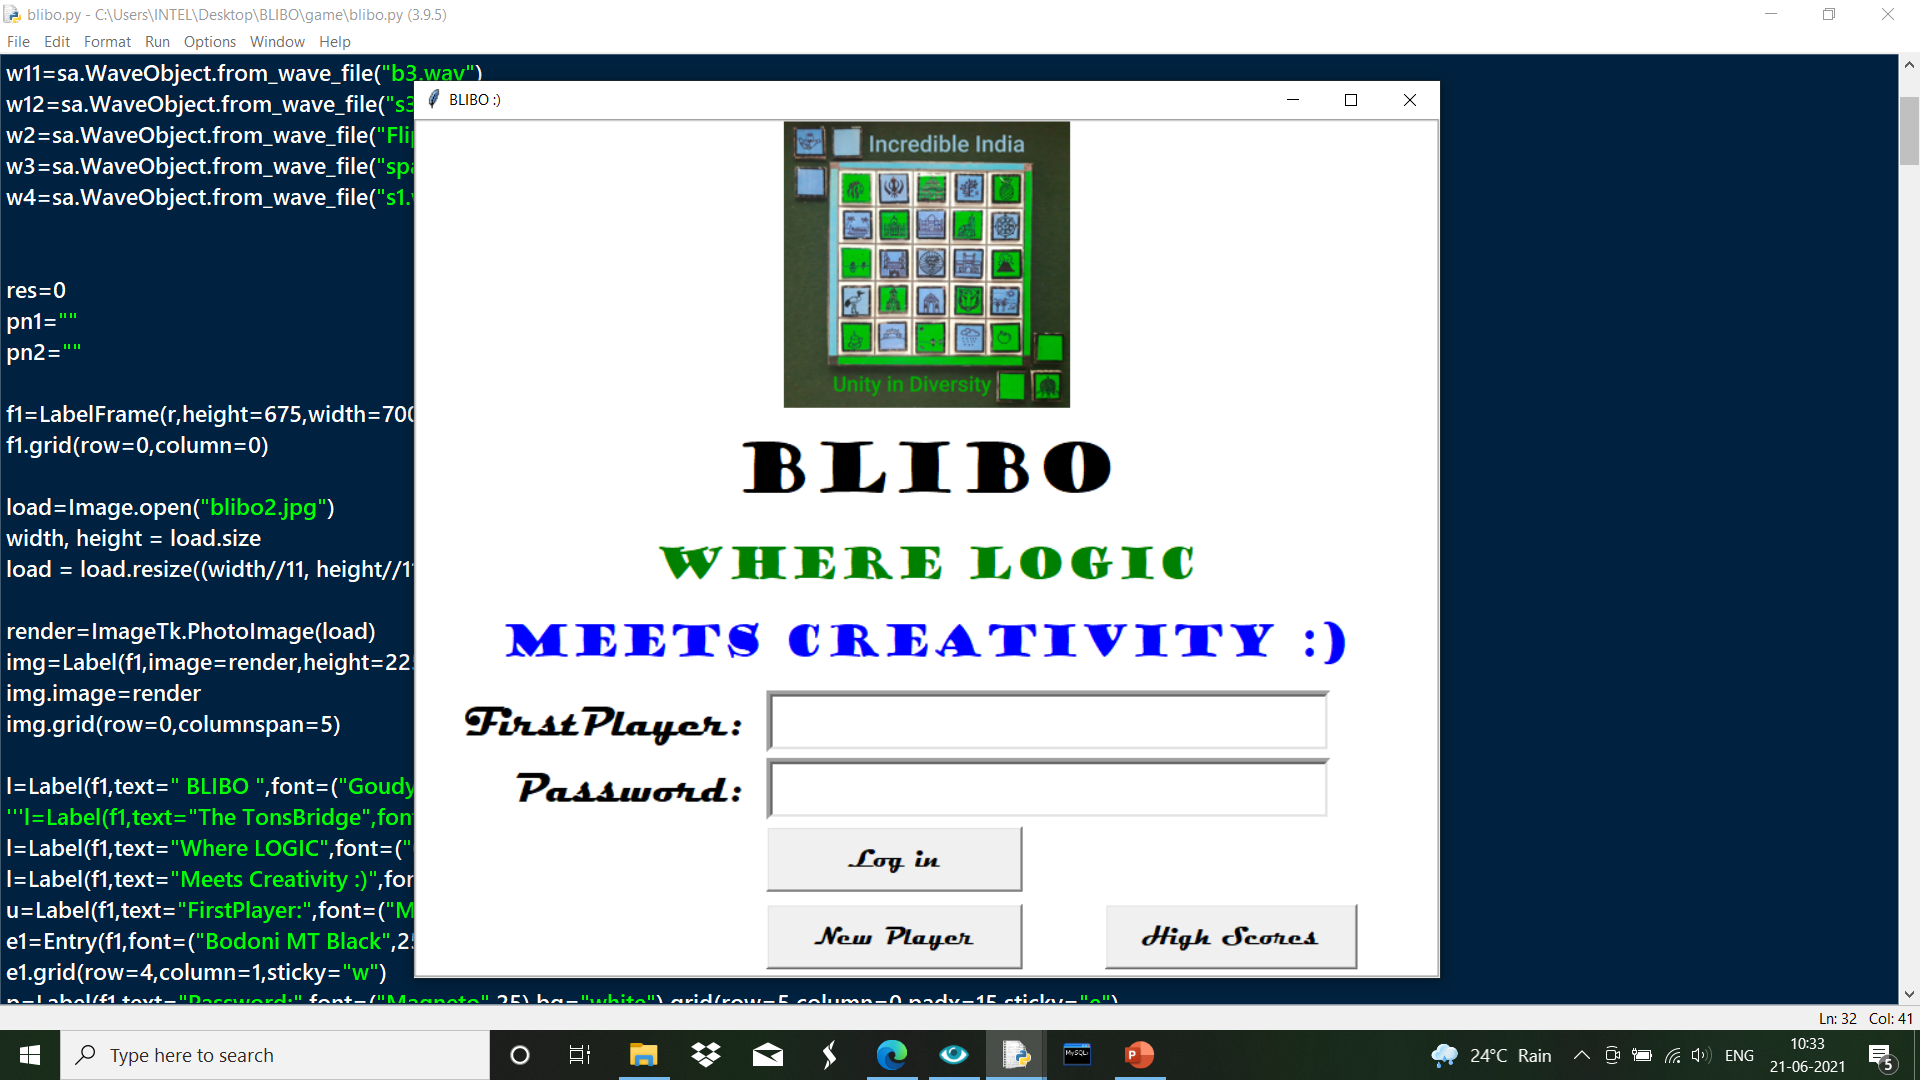 blibo.py - C:\Users\INTEL\Desktop\BLIBO\game\blibo.py (3.9.5)
File Edit Format Run Options Window Help
w11=sa.WaveObject.from_wave_file("b3.wav")
w12=sa.WaveObject.from_wave_file("s3
w2=sa.WaveObject.from_wave_file("Flip
w3=sa.WaveObject.from_wave_file("spa
w4=sa.WaveObject.from_wave_file("s1.
res=0
pn1=""
pn2=""
f1=LabelFrame(r,height=675,width=700
f1.grid(row=0,column=0)
load=Image.open("blibo2.jpg")
width, height = load.size
load = load.resize((width//11, height//11
render=ImageTk.PhotoImage(load)
img=Label(f1,image=render,height=225
img.image=render
img.grid(row=0,columnspan=5)
l=Label(f1,text=" BLIBO ",font=("Goudy
'''l=Label(f1,text="The TonsBridge",font
l=Label(f1,text="Where LOGIC",font=("
l=Label(f1,text="Meets Creativity :)",for
u=Label(f1,text="FirstPlayer:",font=("M
e1=Entry(f1,font=("Bodoni MT Black",25
e1.grid(row=4,column=1,sticky="w")
p=Label(f1,text="Password:",font=("Magneto",25),bg="white").grid(row=5,column=0,padx=15,sticky="e")
BLIBO :)
Incredible India
Unity in Diversity
BLIBO
WHERE LOGIC
MEETS CREATIVITY :)
FirstPlayer:
Password:
Log in
New Player
High Scores
Ln: 32 Col: 41
Type here to search
MySQL
P
24°C Rain
ENG
10:33
21-06-2021
5